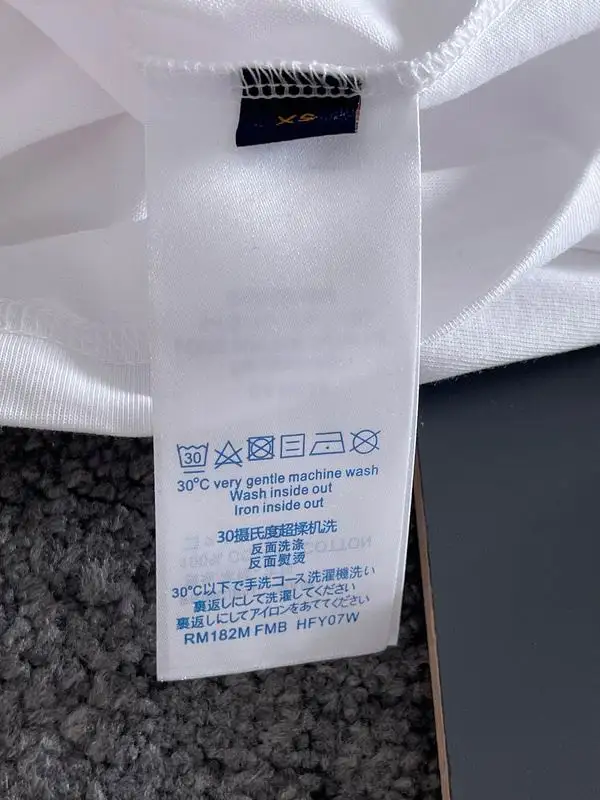 XS
30
30°C very gentle machine wash
Wash inside out
Iron inside out
30摄氏度超揉机洗
反面洗涤
反面熨烫
30°C以下で手洗コース洗濯機洗い
裏返しにして洗濯してください
裏返しにしてアイロンをあててください
RM182M FMB HFY07W